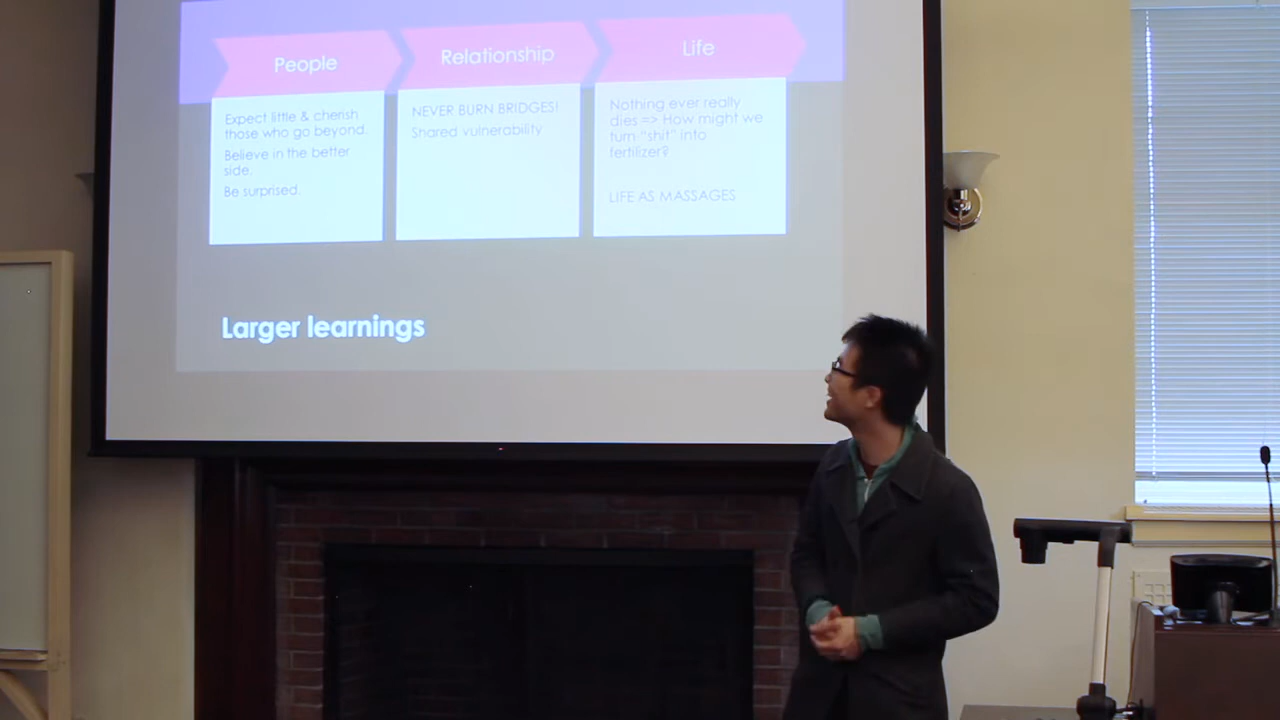 People
Relationship
Life
Expect little & cherish
those who go beyond.
Believe in the better
side.
Be surprised.
NEVER BURN BRIDGES!
Shared vulnerability
Nothing ever really
dies => How might we
turn "shit" into
fertilizer?
LIFE AS MASSAGES
Larger learnings